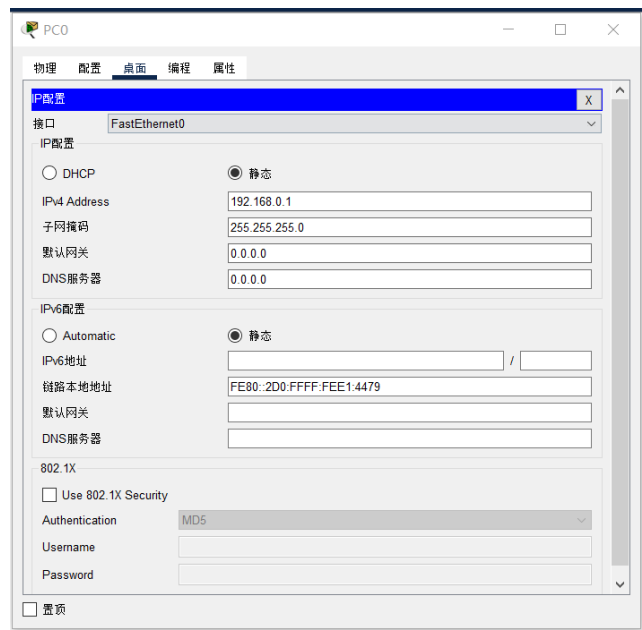 PC0
物理 配置 桌面 编程 属性
IP配置 X
接口 FastEthernet0
IP配置
DHCP 静态
IPv4 Address 192.168.0.1
子网掩码 255.255.255.0
默认网关 0.0.0.0
DNS服务器 0.0.0.0
IPv6配置
Automatic 静态
IPv6地址 /
链路本地地址 FE80::2D0:FFFF:FEE1:4479
默认网关
DNS服务器
802.1X
Use 802.1X Security
Authentication MD5
Username
Password
置顶